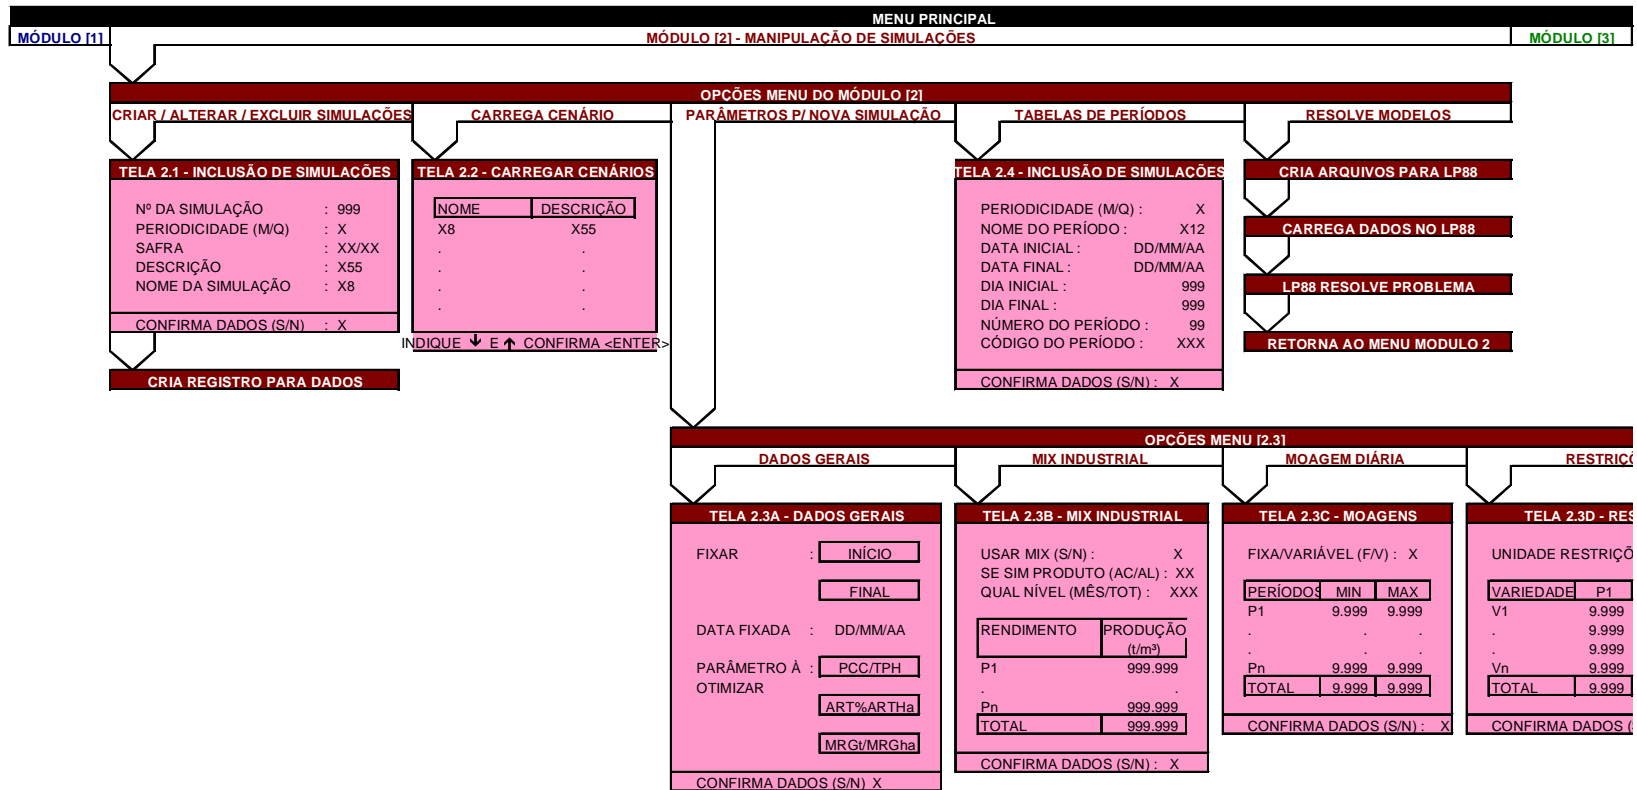 MENU PRINCIPAL
MÓDULO [1]
MÓDULO [2] - MANIPULAÇÃO DE SIMULAÇÕES
MÓDULO [3]
OPÇÕES MENU DO MÓDULO [2]
CRIAR / ALTERAR / EXCLUIR SIMULAÇÕES
CARREGA CENÁRIO
PARÂMETROS P/ NOVA SIMULAÇÃO
TABELAS DE PERÍODOS
RESOLVE MODELOS
TELA 2.1 - INCLUSÃO DE SIMULAÇÕES
Nº DA SIMULAÇÃO : 999
PERIODICIDADE (M/Q) : X
SAFRA : XX/XX
DESCRIÇÃO : X55
NOME DA SIMULAÇÃO : X8
CONFIRMA DADOS (S/N) : X
CRIA REGISTRO PARA DADOS
TELA 2.2 - CARREGAR CENÁRIOS
NOME DESCRIÇÃO
X8 X55
. .
. .
. .
. .
INDIQUE ↓ E ↑ CONFIRMA <ENTER>
TELA 2.4 - INCLUSÃO DE SIMULAÇÕES
PERIODICIDADE (M/Q) : X
NOME DO PERÍODO : X12
DATA INICIAL : DD/MM/AA
DATA FINAL : DD/MM/AA
DIA INICIAL : 999
DIA FINAL : 999
NÚMERO DO PERÍODO : 99
CÓDIGO DO PERÍODO : XXX
CONFIRMA DADOS (S/N) : X
CRIA ARQUIVOS PARA LP88
CARREGA DADOS NO LP88
LP88 RESOLVE PROBLEMA
RETORNA AO MENU MODULO 2
OPCÕES MENU [2.3]
DADOS GERAIS
MIX INDUSTRIAL
MOAGEM DIÁRIA
RESTRIÇÕ
TELA 2.3A - DADOS GERAIS
FIXAR : INÍCIO
FINAL
DATA FIXADA : DD/MM/AA
PARÂMETRO À : PCC/TPH
OTIMIZAR
ART%ARTHa
MRGt/MRGha
CONFIRMA DADOS (S/N) X
TELA 2.3B - MIX INDUSTRIAL
USAR MIX (S/N) : X
SE SIM PRODUTO (AC/AL) : XX
QUAL NÍVEL (MÊS/TOT) : XXX
RENDIMENTO PRODUÇÃO
(t/m³)
P1 999.999
. .
Pn 999.999
TOTAL 999.999
CONFIRMA DADOS (S/N) : X
TELA 2.3C - MOAGENS
FIXA/VARIÁVEL (F/V) : X
PERÍODOS MIN MAX
P1 9.999 9.999
. . .
. . .
Pn 9.999 9.999
TOTAL 9.999 9.999
CONFIRMA DADOS (S/N) : X
TELA 2.3D - RES
UNIDADE RESTRIÇÕ
VARIEDADE P1
V1 9.999
. 9.999
. 9.999
Vn 9.999
TOTAL 9.999
CONFIRMA DADOS (S